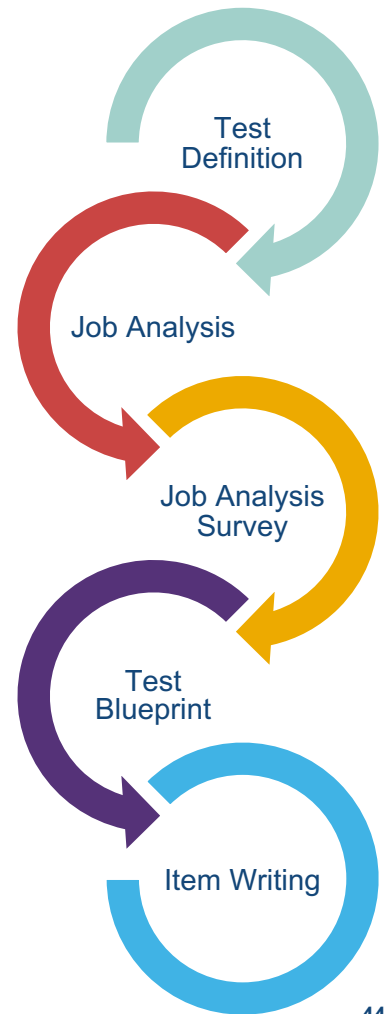 Test
Definition
Job Analysis
Job Analysis
Survey
Test
Blueprint
Item Writing